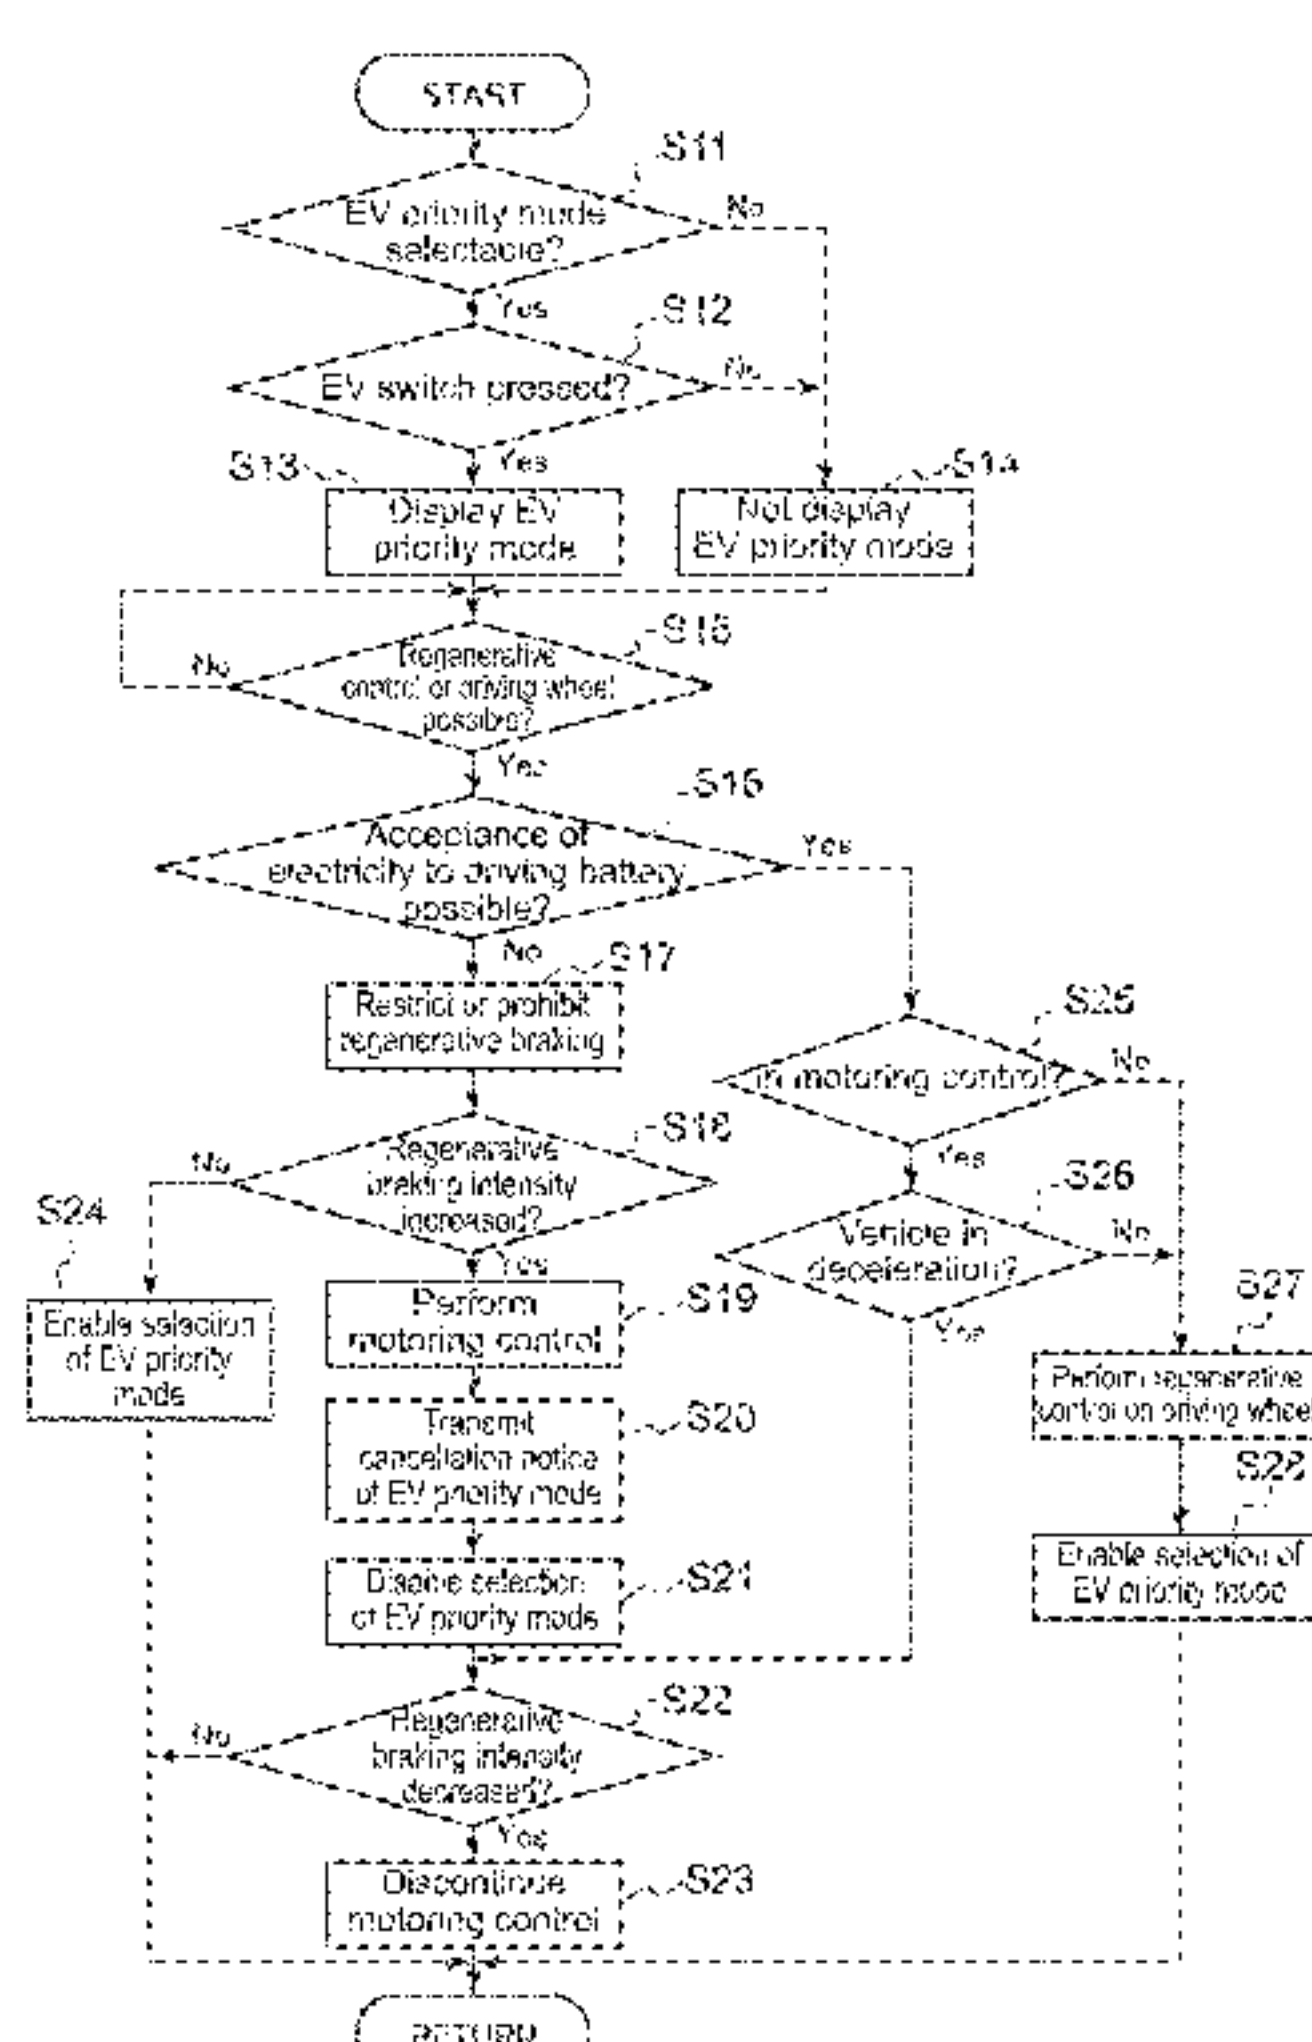 START
S11
EV priority mode
selectable?
No
Yes
S12
EV switch pressed?
No
Yes
S13
Display EV
priority mode
S14
Not display
EV priority mode
S15
Regenerative
control of driving wheel
possible?
No
Yes
S16
Acceptance of
electricity to driving battery
possible?
Yes
No
S17
Restrict or prohibit
regenerative braking
S25
In motoring control?
No
Yes
S18
Regenerative
braking intensity
increased?
No
Yes
S26
Vehicle in
deceleration?
No
Yes
S24
Enable selection
of EV priority
mode
S19
Perform
motoring control
S27
Perform regenerative
control on driving wheel
S20
Transmit
cancellation notice
of EV priority mode
S28
Enable selection of
EV priority mode
S21
Disable selection
of EV priority mode
S22
Regenerative
braking intensity
decreased?
No
Yes
S23
Discontinue
motoring control
RETURN